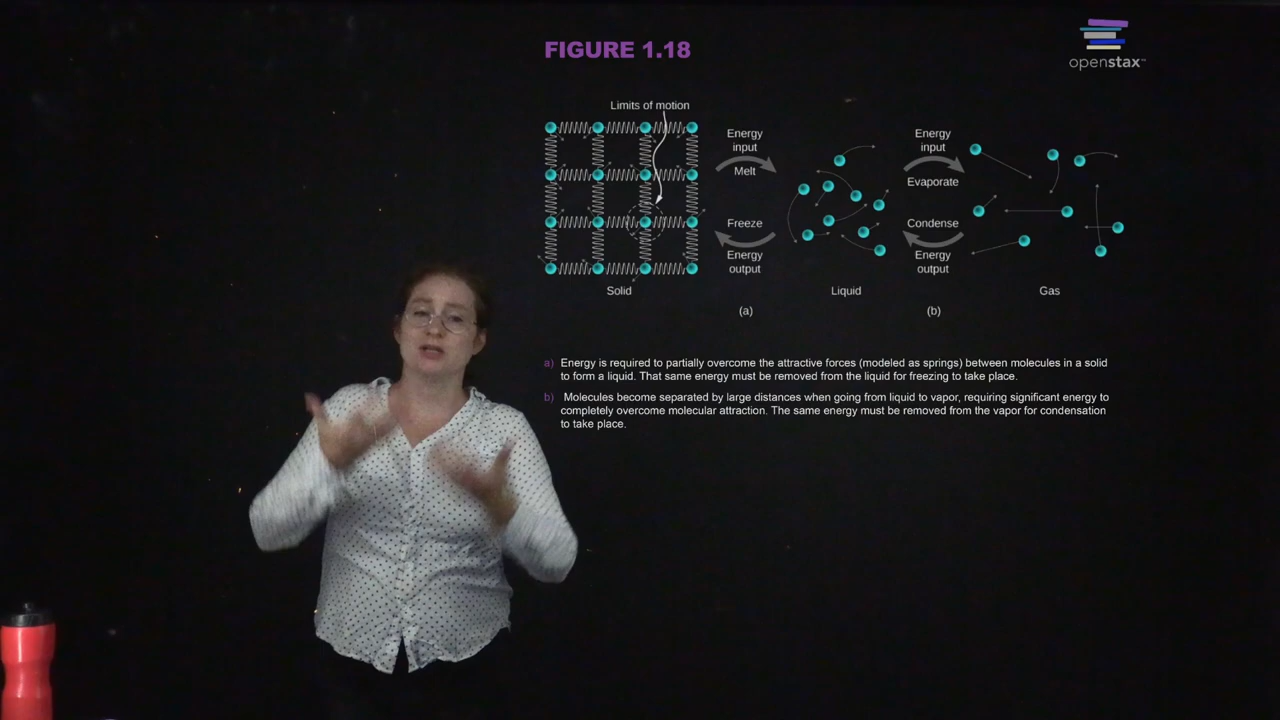 FIGURE 1.18
openstax™
Limits of motion
Energy
input
Melt
Freeze
Energy
output
Solid
(a)
Liquid
Energy
input
Evaporate
Condense
Energy
output
(b)
Gas
a) Energy is required to partially overcome the attractive forces (modeled as springs) between molecules in a solid
to form a liquid. That same energy must be removed from the liquid for freezing to take place.
b) Molecules become separated by large distances when going from liquid to vapor, requiring significant energy to
completely overcome molecular attraction. The same energy must be removed from the vapor for condensation
to take place.